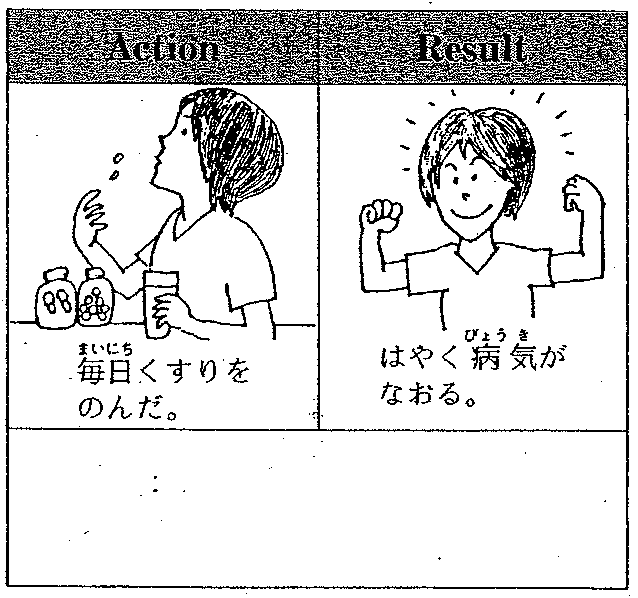 Action
Result
まいにち
毎日くすりを
のんだ。
びょうき
はやく病気が
なおる。